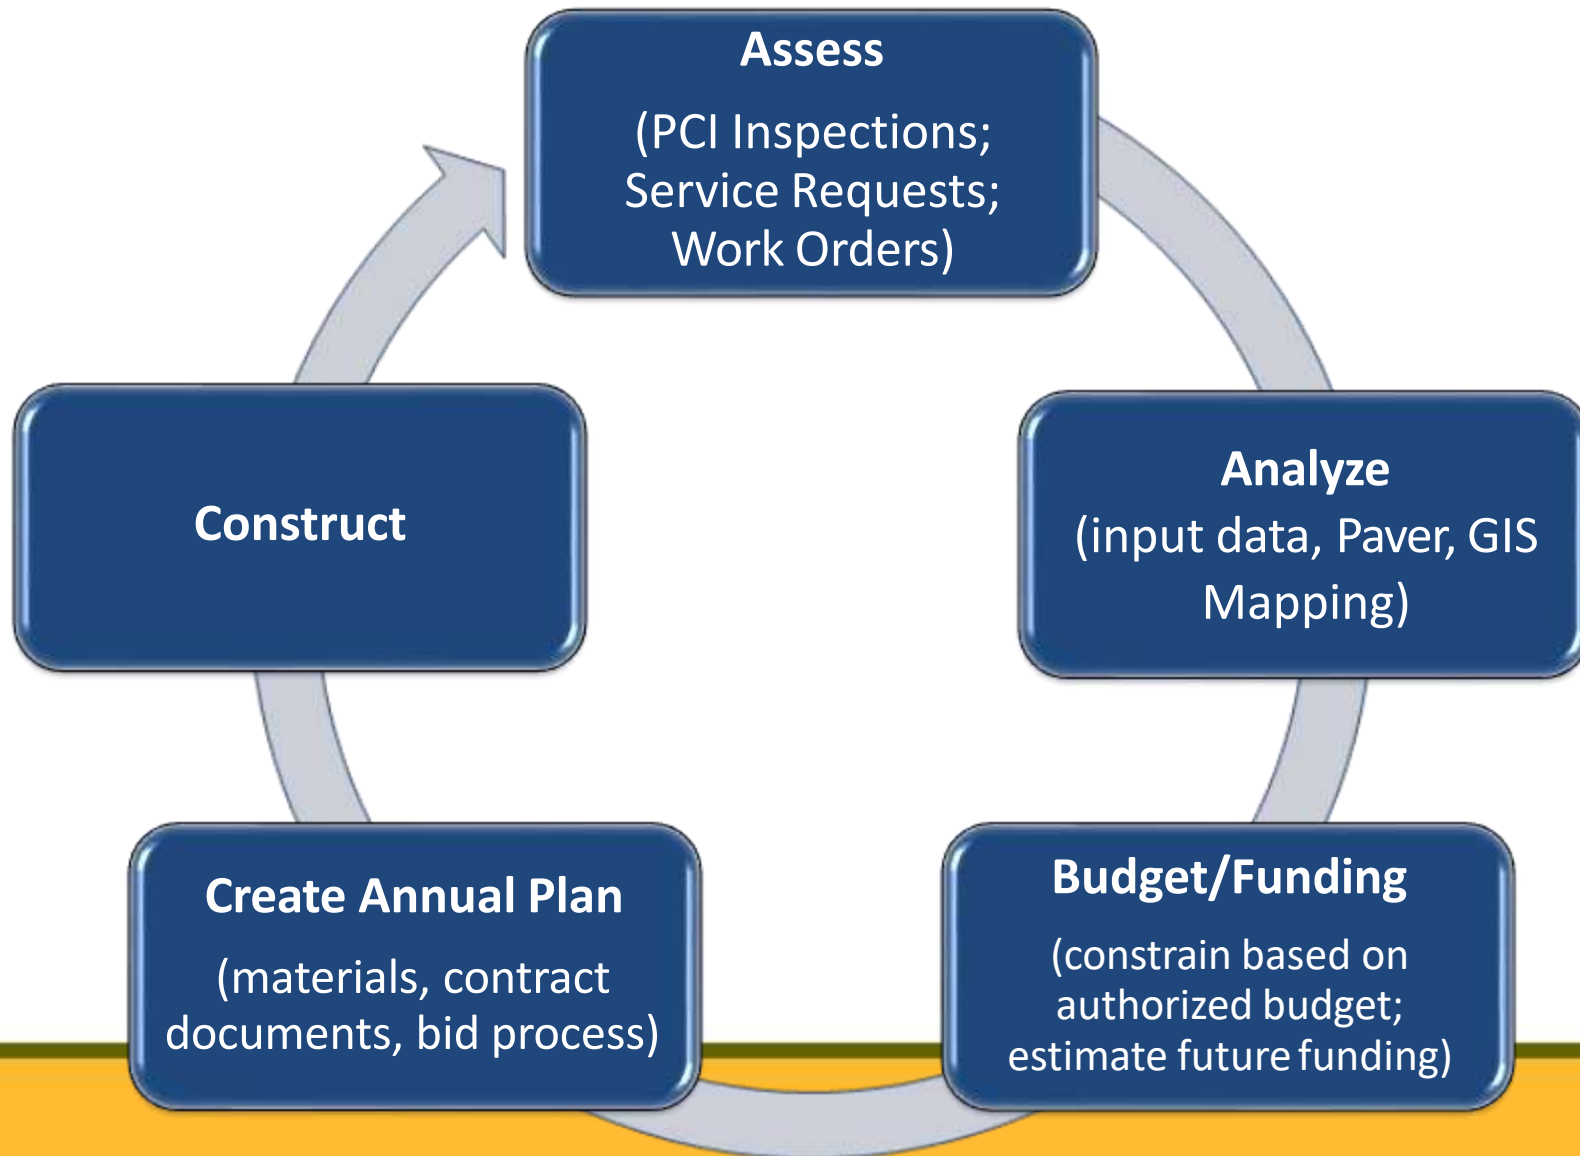 Assess
(PCI Inspections;
Service Requests;
Work Orders)
Analyze
(input data, Paver, GIS
Mapping)
Budget/Funding
(constrain based on
authorized budget;
estimate future funding)
Create Annual Plan
(materials, contract
documents, bid process)
Construct